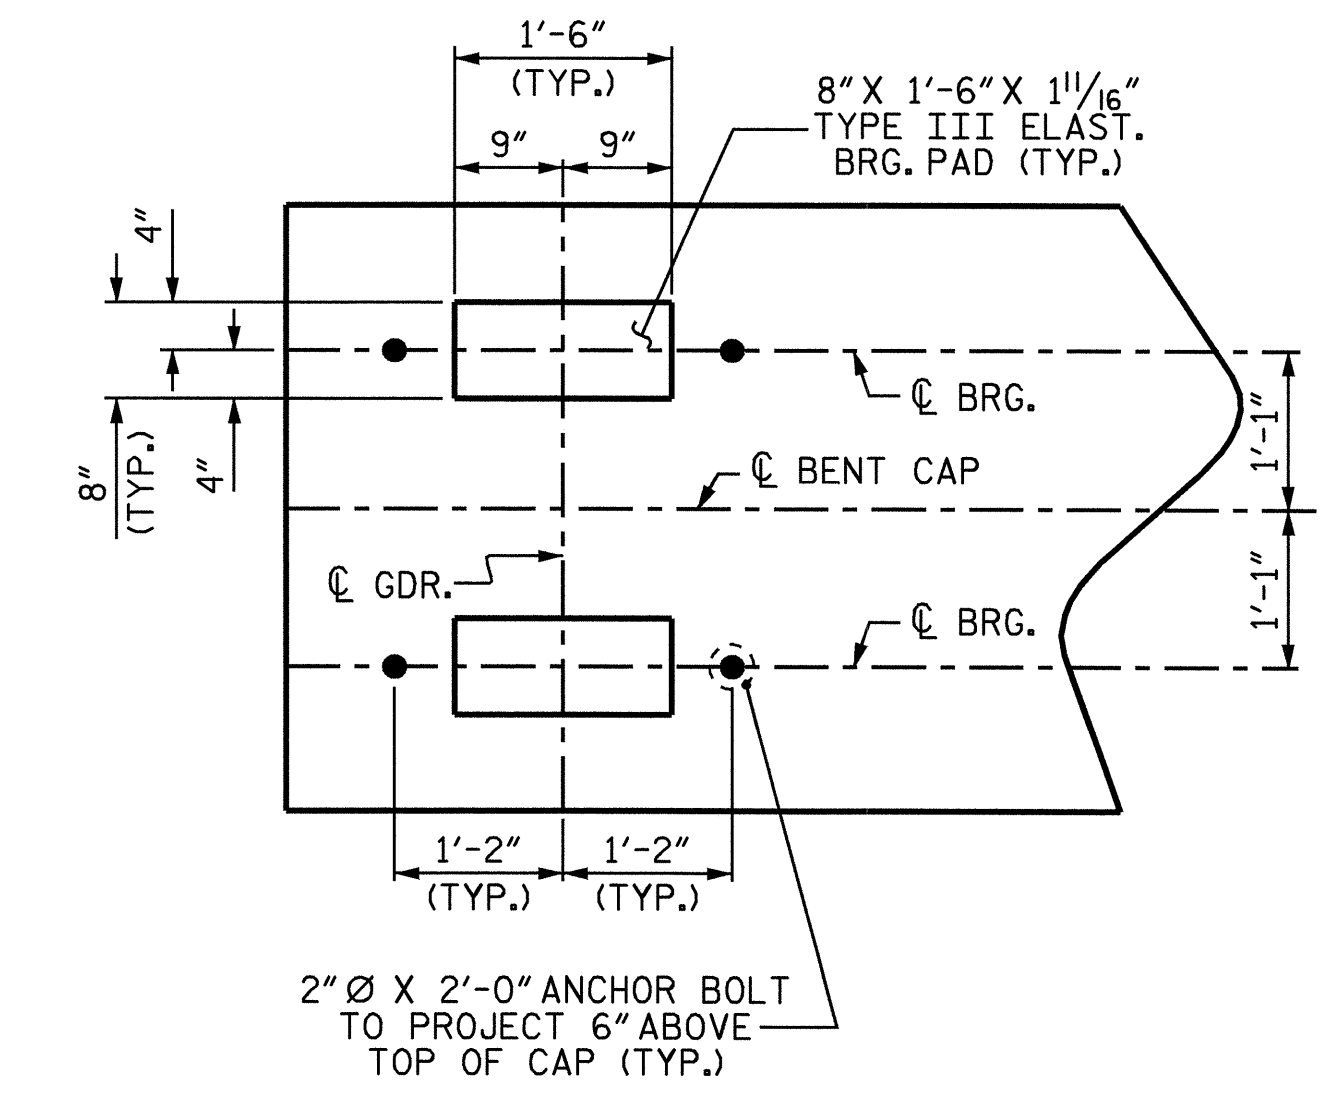 1'-6"
(TYP.)
9" 9"
8" X 1'-6" X 1 11/16"
TYPE III ELAST.
BRG. PAD (TYP.)
4"
8"
(TYP.)
4"
℄ BRG.
1'-1"
℄ BENT CAP
℄ GDR.
1'-1"
℄ BRG.
1'-2" 1'-2"
(TYP.) (TYP.)
2" Ø X 2'-0" ANCHOR BOLT
TO PROJECT 6" ABOVE
TOP OF CAP (TYP.)